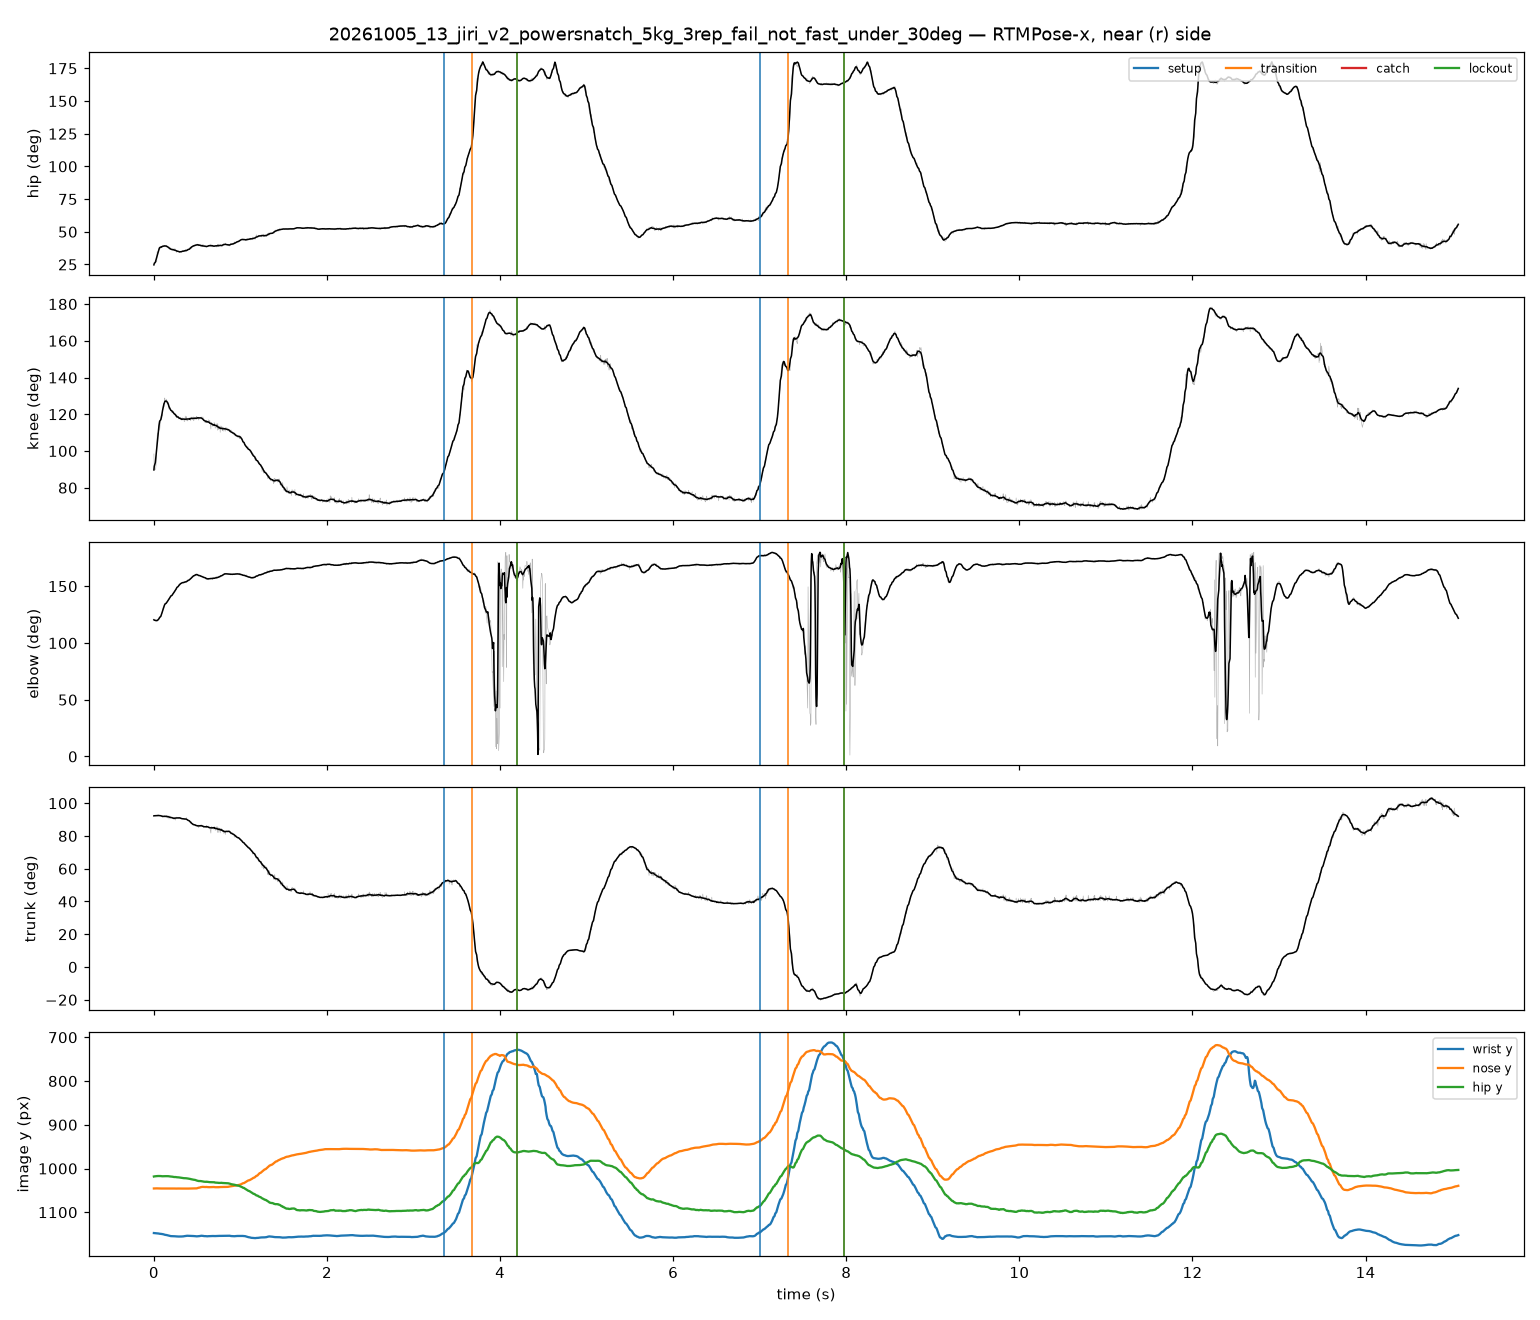 20261005_13_jiri_v2_powersnatch_5kg_3rep_fail_not_fast_under_30deg — RTMPose-x, near (r) side
setup transition catch lockout
hip (deg)
175
150
125
100
75
50
25
knee (deg)
180
160
140
120
100
80
elbow (deg)
150
100
50
0
trunk (deg)
100
80
60
40
20
0
−20
image y (px)
700
800
900
1000
1100
wrist y
nose y
hip y
0 2 4 6 8 10 12 14
time (s)